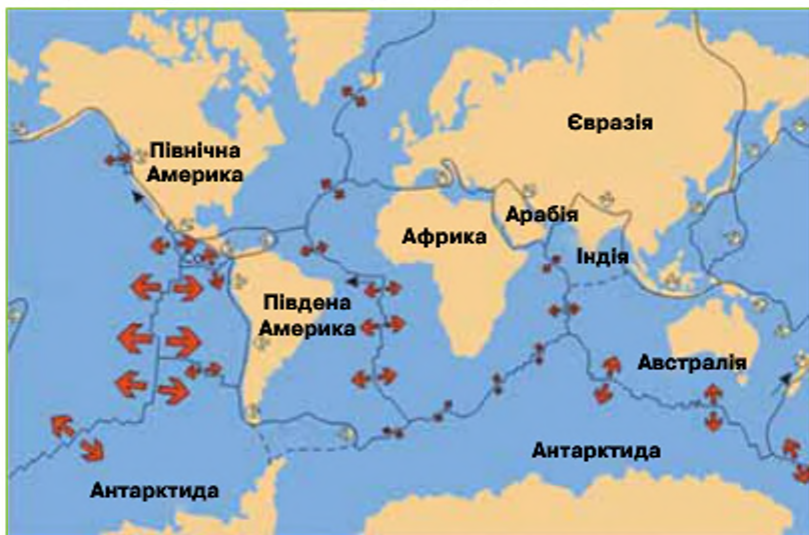 Євразія
Північна
Америка
Арабія
Африка
Індія
Південа
Америка
Австралія
Антарктида
Антарктида